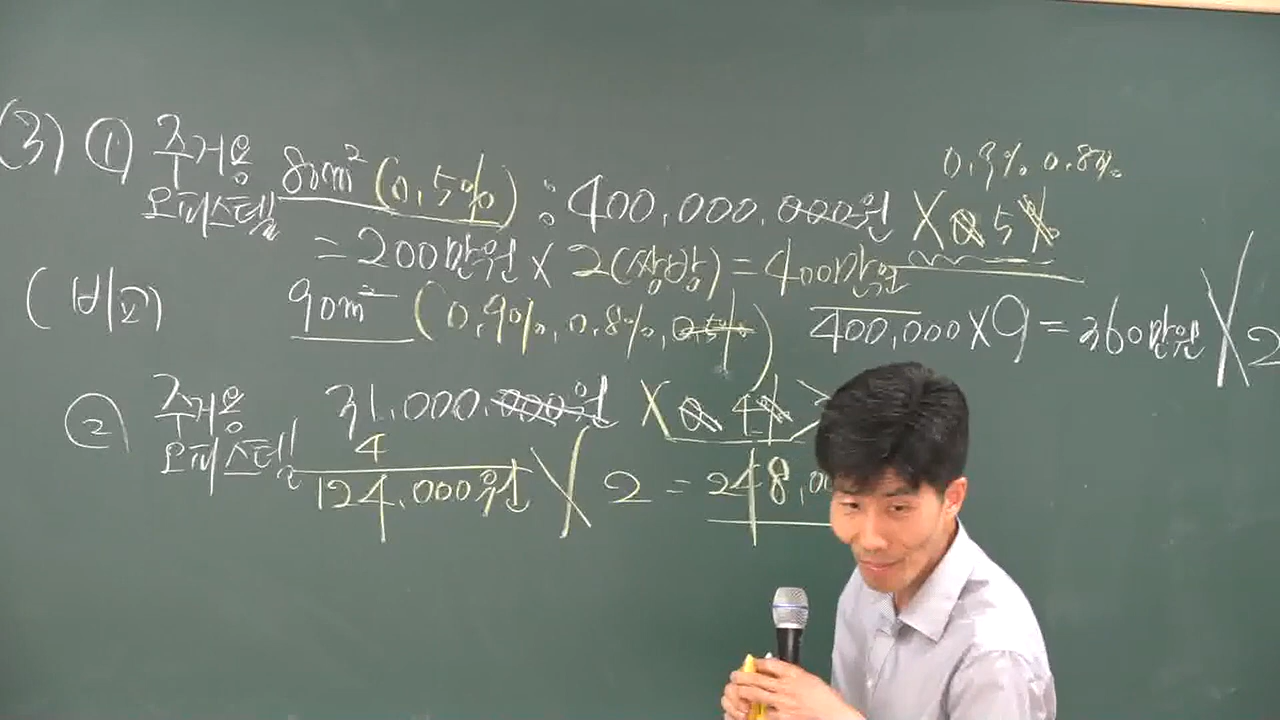 0.9% 0.8%
(3) ① 주거용 80m² (0.5%) : 400,000,000원 X 0.5%
오피스텔
= 200만원 X 2(쌍방) = 400만원
(비교) 90m² (0.9%, 0.8%, 0.5%) 400,000X9 = 360만원 X 2
② 주거용 31,000,000원 X 0.4%
오피스텔 4
124,000원 X 2 = 248,00